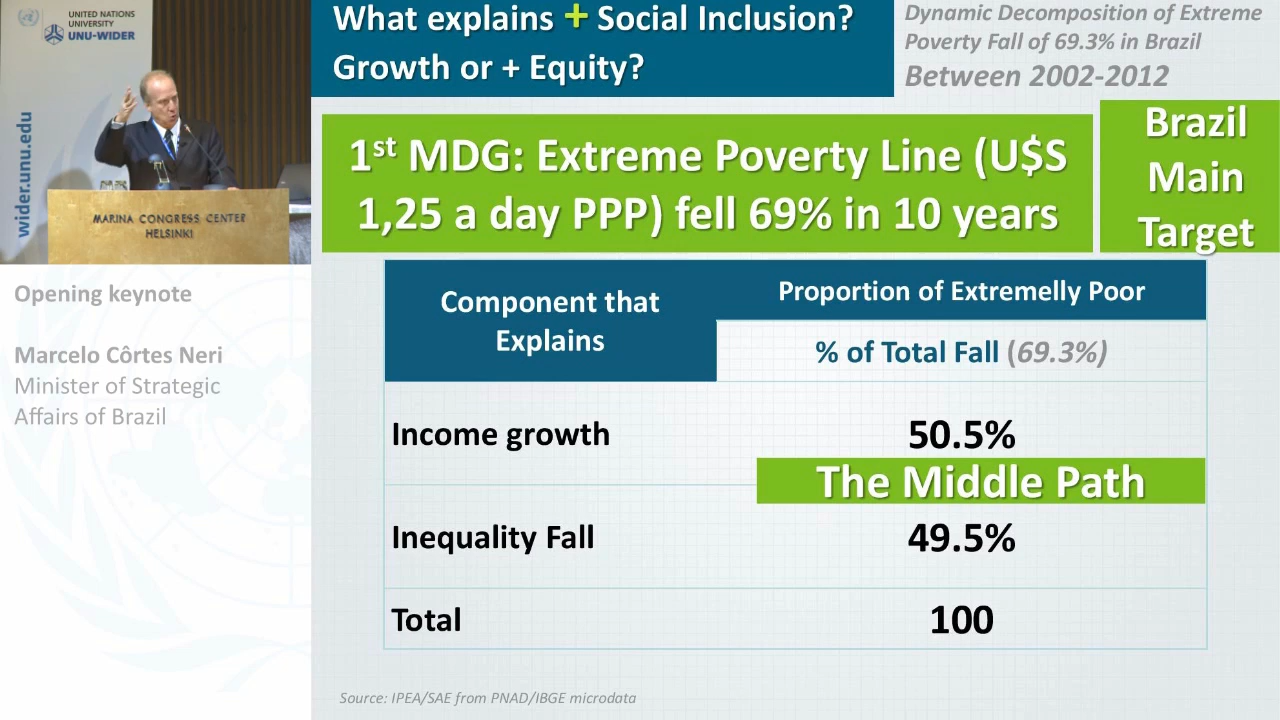 UNITED NATIONS
UNIVERSITY
UNU-WIDER
wider.unu.edu
MARINA CONGRESS CENTER
HELSINKI
Opening keynote
Marcelo Côrtes Neri
Minister of Strategic
Affairs of Brazil
What explains + Social Inclusion?
Growth or + Equity?
Dynamic Decomposition of Extreme
Poverty Fall of 69.3% in Brazil
Between 2002-2012
1st MDG: Extreme Poverty Line (U$S
1,25 a day PPP) fell 69% in 10 years
Brazil
Main
Target
Component that
Explains
Proportion of Extremelly Poor
% of Total Fall (69.3%)
Income growth
50.5%
The Middle Path
Inequality Fall
49.5%
Total
100
Source: IPEA/SAE from PNAD/IBGE microdata